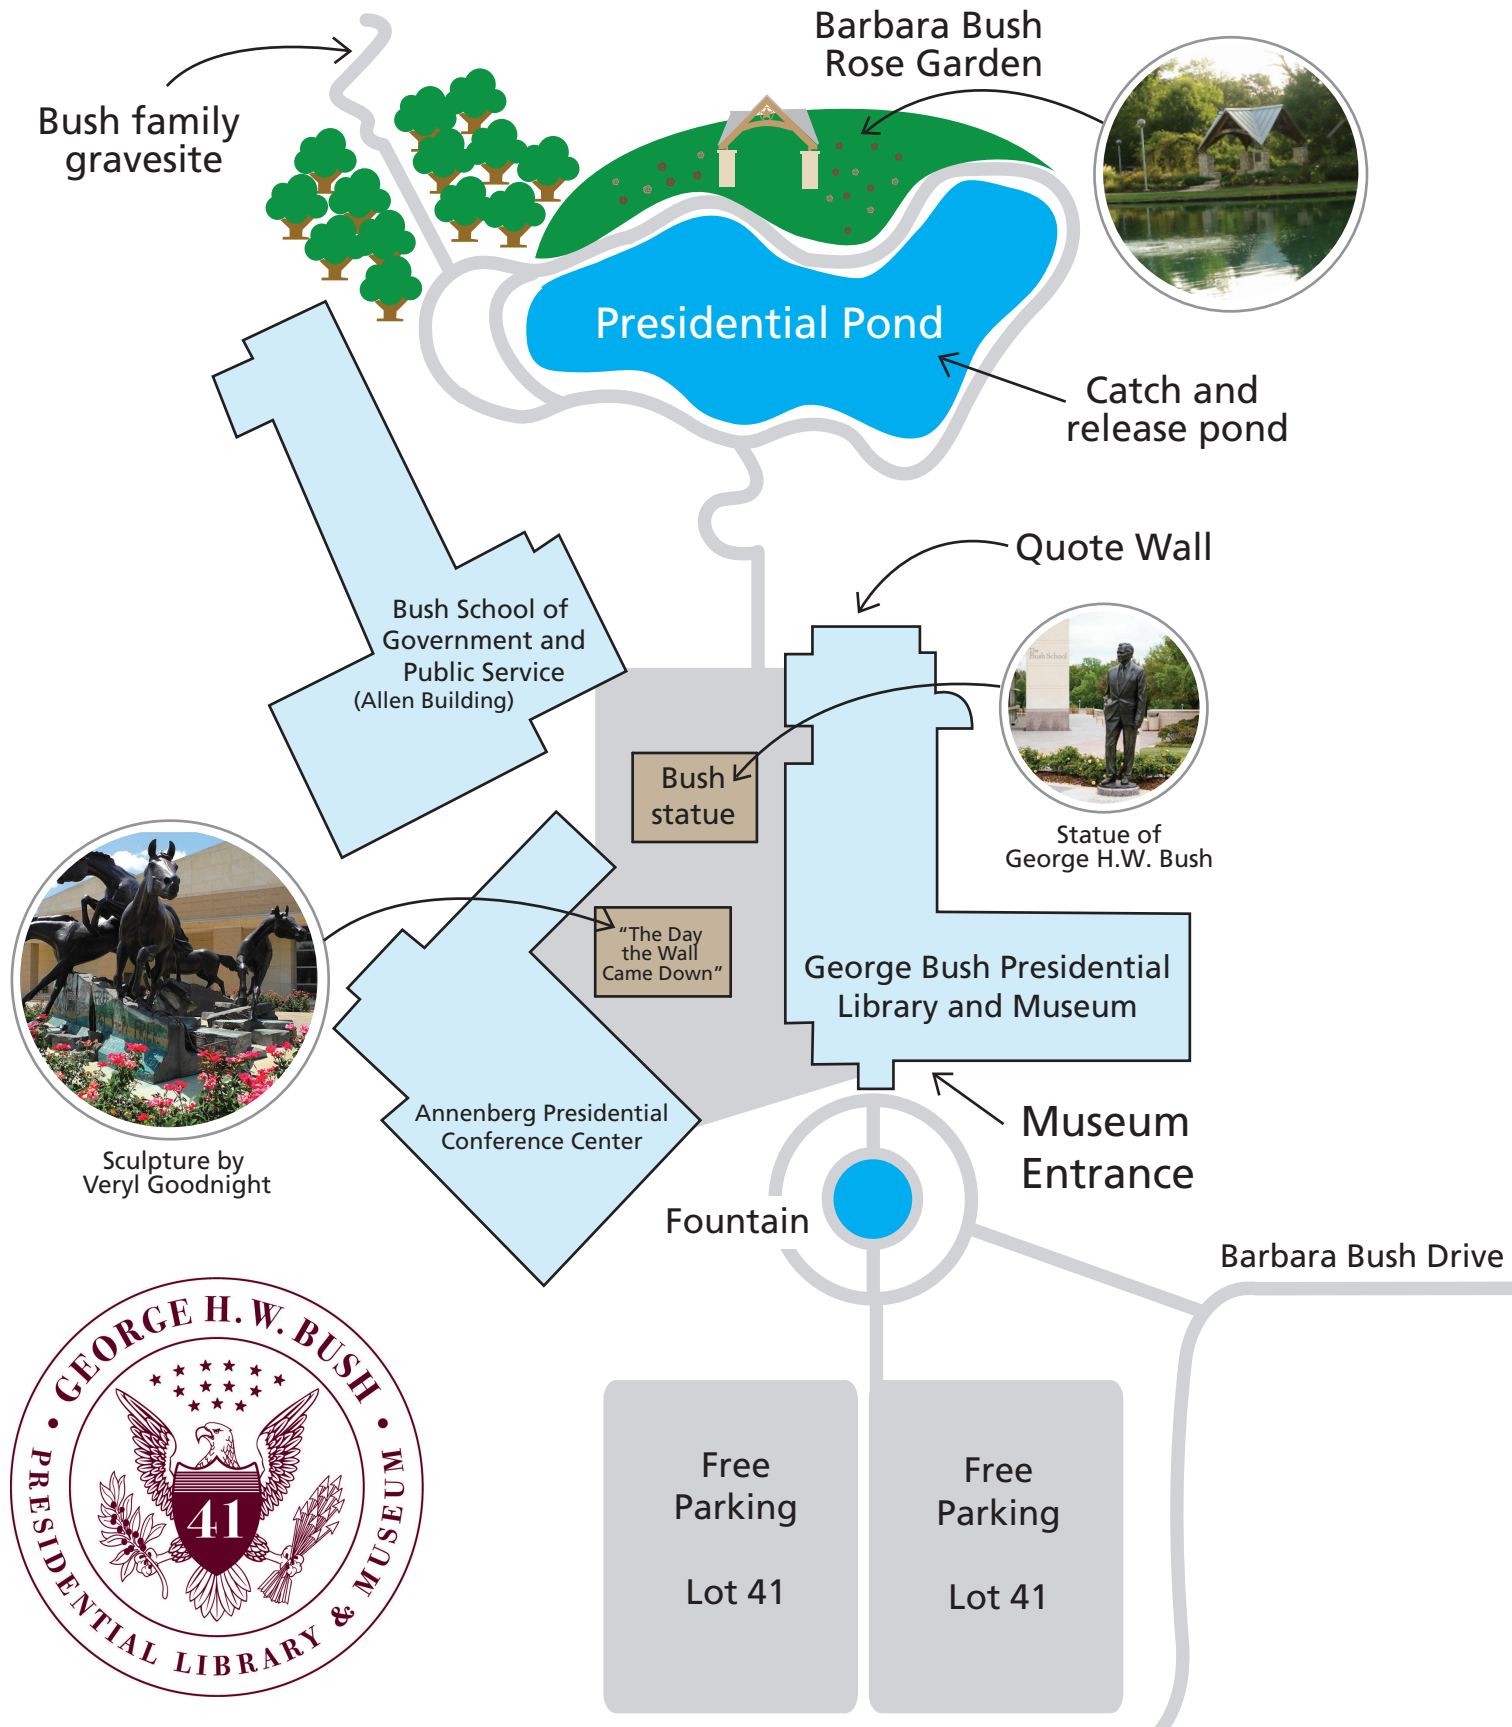 Barbara Bush
Rose Garden
Bush family
gravesite
Presidential Pond
Catch and
release pond
Quote Wall
Bush School of
Government and
Public Service
(Allen Building)
The
Bush School
Bush
statue
Statue of
George H.W. Bush
“The Day
the Wall
Came Down”
George Bush Presidential
Library and Museum
Annenberg Presidential
Conference Center
Museum
Entrance
Sculpture by
Veryl Goodnight
Fountain
Barbara Bush Drive
GEORGE H.W. BUSH
PRESIDENTIAL LIBRARY & MUSEUM
41
Free
Parking
Lot 41
Free
Parking
Lot 41